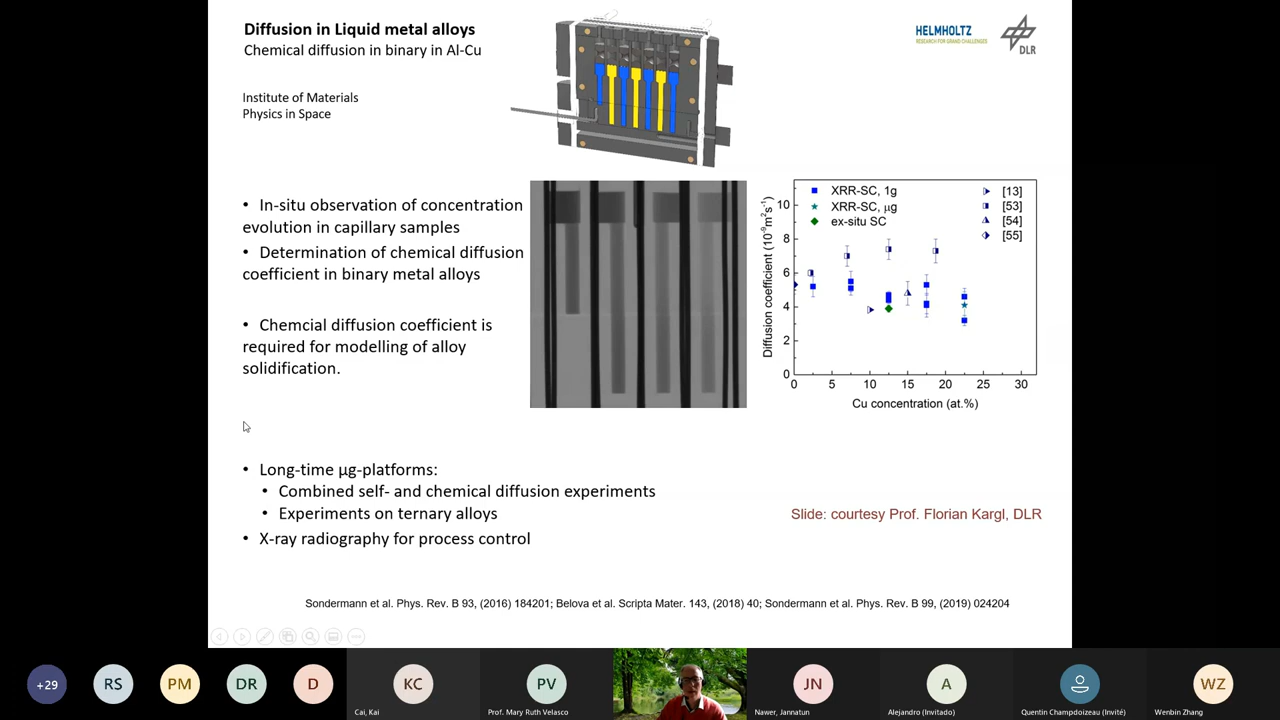 Diffusion in Liquid metal alloys
Chemical diffusion in binary in Al-Cu
HELMHOLTZ
RESEARCH FOR GRAND CHALLENGES
DLR
Institute of Materials
Physics in Space
• In-situ observation of concentration
evolution in capillary samples
• Determination of chemical diffusion
coefficient in binary metal alloys
• Chemcial diffusion coefficient is
required for modelling of alloy
solidification.
Diffusion coefficient (10⁻⁹m²s⁻¹)
10
8
6
4
2
0
XRR-SC, 1g
XRR-SC, µg
ex-situ SC
[13]
[53]
[54]
[55]
0 5 10 15 20 25 30
Cu concentration (at.%)
• Long-time µg-platforms:
• Combined self- and chemical diffusion experiments
• Experiments on ternary alloys
• X-ray radiography for process control
Slide: courtesy Prof. Florian Kargl, DLR
Sondermann et al. Phys. Rev. B 93, (2016) 184201; Belova et al. Scripta Mater. 143, (2018) 40; Sondermann et al. Phys. Rev. B 99, (2019) 024204
+29 RS PM DR D KC PV JN A WZ
Cai, Kai
Prof. Mary Ruth Velasco
Nawer, Jannatun
Alejandro (Invitado)
Quentin Champdoizeau (Invité)
Wenbin Zhang